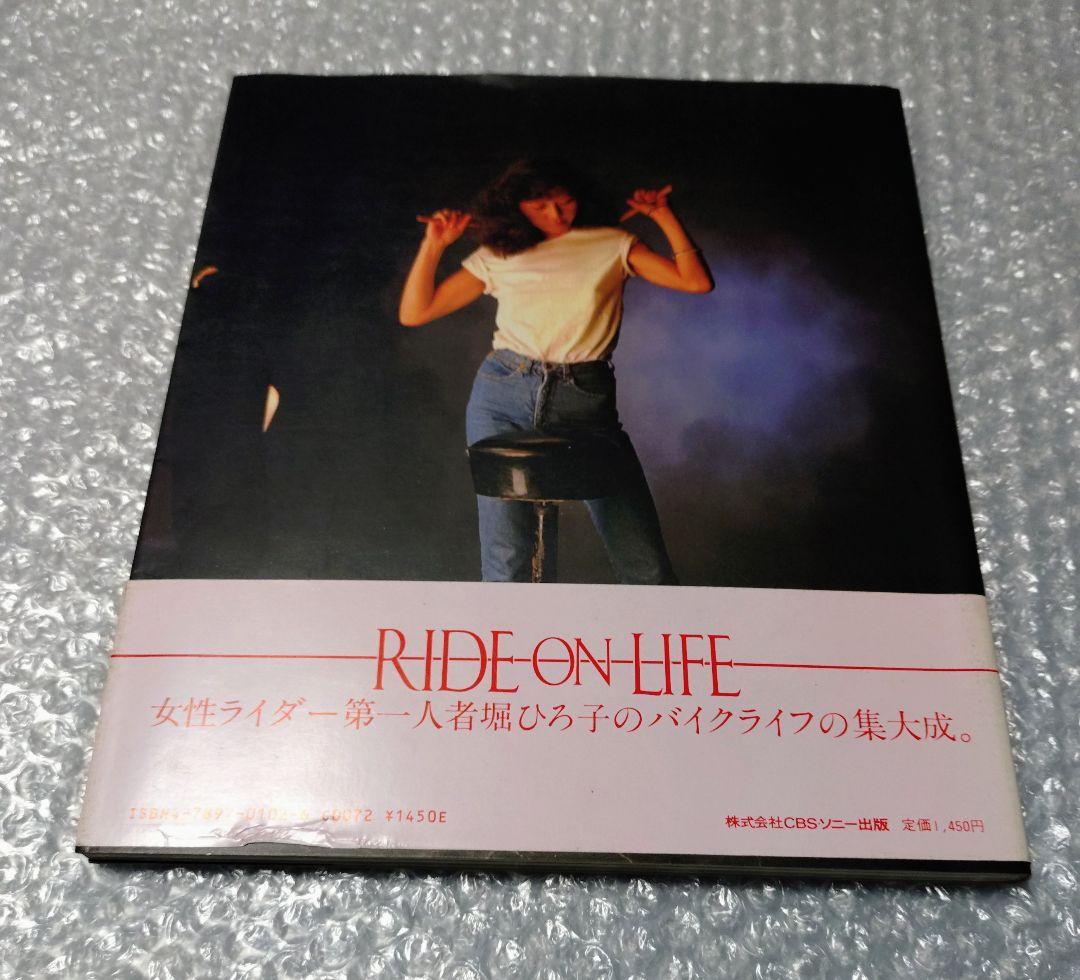 RIDE ON LIFE
女性ライダー第一人者堀ひろ子のバイクライフの集大成。
C0072 ¥1450E
株式会社CBSソニー出版 定価1,450円